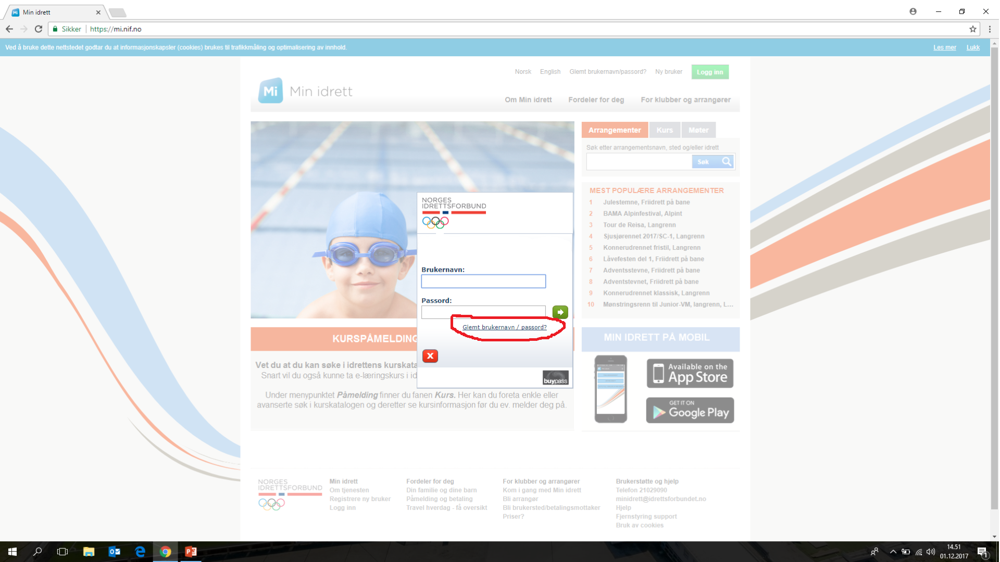 Min idrett
Sikker
https://mi.nif.no
Ved å bruke dette nettstedet godtar du at informasjonskapsler (cookies) brukes til trafikkmåling og optimalisering av innhold.
Les mer
Lukk
Norsk
English
Glemt brukernavn/passord?
Ny bruker
Logg inn
Mi Min idrett
Om Min idrett
Fordeler for deg
For klubber og arrangører
Arrangementer
Kurs
Møter
Søk etter arrangementsnavn, sted og/eller idrett
Søk
MEST POPULÆRE ARRANGEMENTER
1 Julestemne, Friidrett på bane
2 BAMA Alpinfestival, Alpint
3 Tour de Reisa, Langrenn
4 Sjusjørennet 2017/SC-1, Langrenn
5 Konnerudrennet fristil, Langrenn
6 Låvefesten del 1, Friidrett på bane
7 Adventsstevne, Friidrett på bane
8 Adventstevnet, Friidrett på bane
9 Konnerudrennet klassisk, Langrenn
10 Mønstringsrenn til Junior-VM, langrenn, L...
NORGES
IDRETTSFORBUND
Brukernavn:
Passord:
Glemt brukernavn / passord?
X
buypass
KURSPÅMELDING
Vet du at du kan søke i idrettens kurskata
Snart vil du også kunne ta e-læringskurs i id
Under menypunktet Påmelding finner du fanen Kurs. Her kan du foreta enkle eller
avanserte søk i kurskatalogen og deretter se kursinformasjon før du ev. melder deg på.
MIN IDRETT PÅ MOBIL
Available on the
App Store
GET IT ON
Google Play
NORGES
IDRETTSFORBUND
Min idrett
Om tjenesten
Registrere ny bruker
Logg inn
Fordeler for deg
Din familie og dine barn
Påmelding og betaling
Travel hverdag - få oversikt
For klubber og arrangører
Kom i gang med Min idrett
Bli arrangør
Bli brukersted/betalingsmottaker
Priser?
Brukerstøtte og hjelp
Telefon 21029090
minidrett@idrettsforbundet.no
Hjelp
Fjernstyring support
Bruk av cookies
14.51
01.12.2017